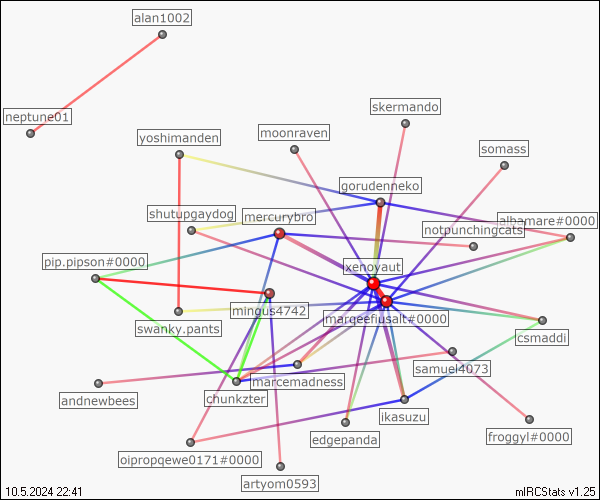 alan1002
skermando
neptune01
yoshimanden
moonraven
somass
gorudenneko
shutupgaydog
mercurybro
albamare#0000
notpunchingcats
pip.pipson#0000
xenoyaut
mingus4742
marqeefiusalt#0000
swanky.pants
csmaddi
samuel4073
marcemadness
andnewbees
chunkzter
ikasuzu
edgepanda
froggyl#0000
oipropqewe0171#0000
artyom0593
10.5.2024 22:41
mIRCStats v1.25